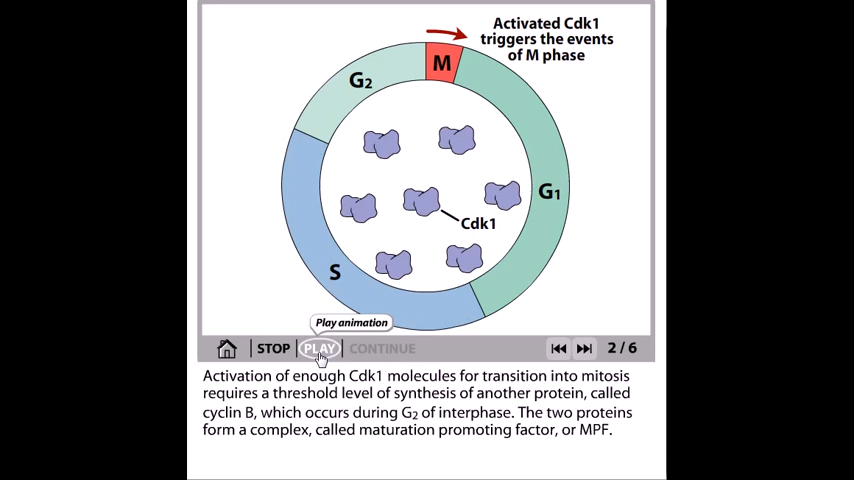 Activated Cdk1
triggers the events
of M phase
M
G2
G1
Cdk1
S
Play animation
STOP PLAY CONTINUE 2 / 6
Activation of enough Cdk1 molecules for transition into mitosis
requires a threshold level of synthesis of another protein, called
cyclin B, which occurs during G2 of interphase. The two proteins
form a complex, called maturation promoting factor, or MPF.